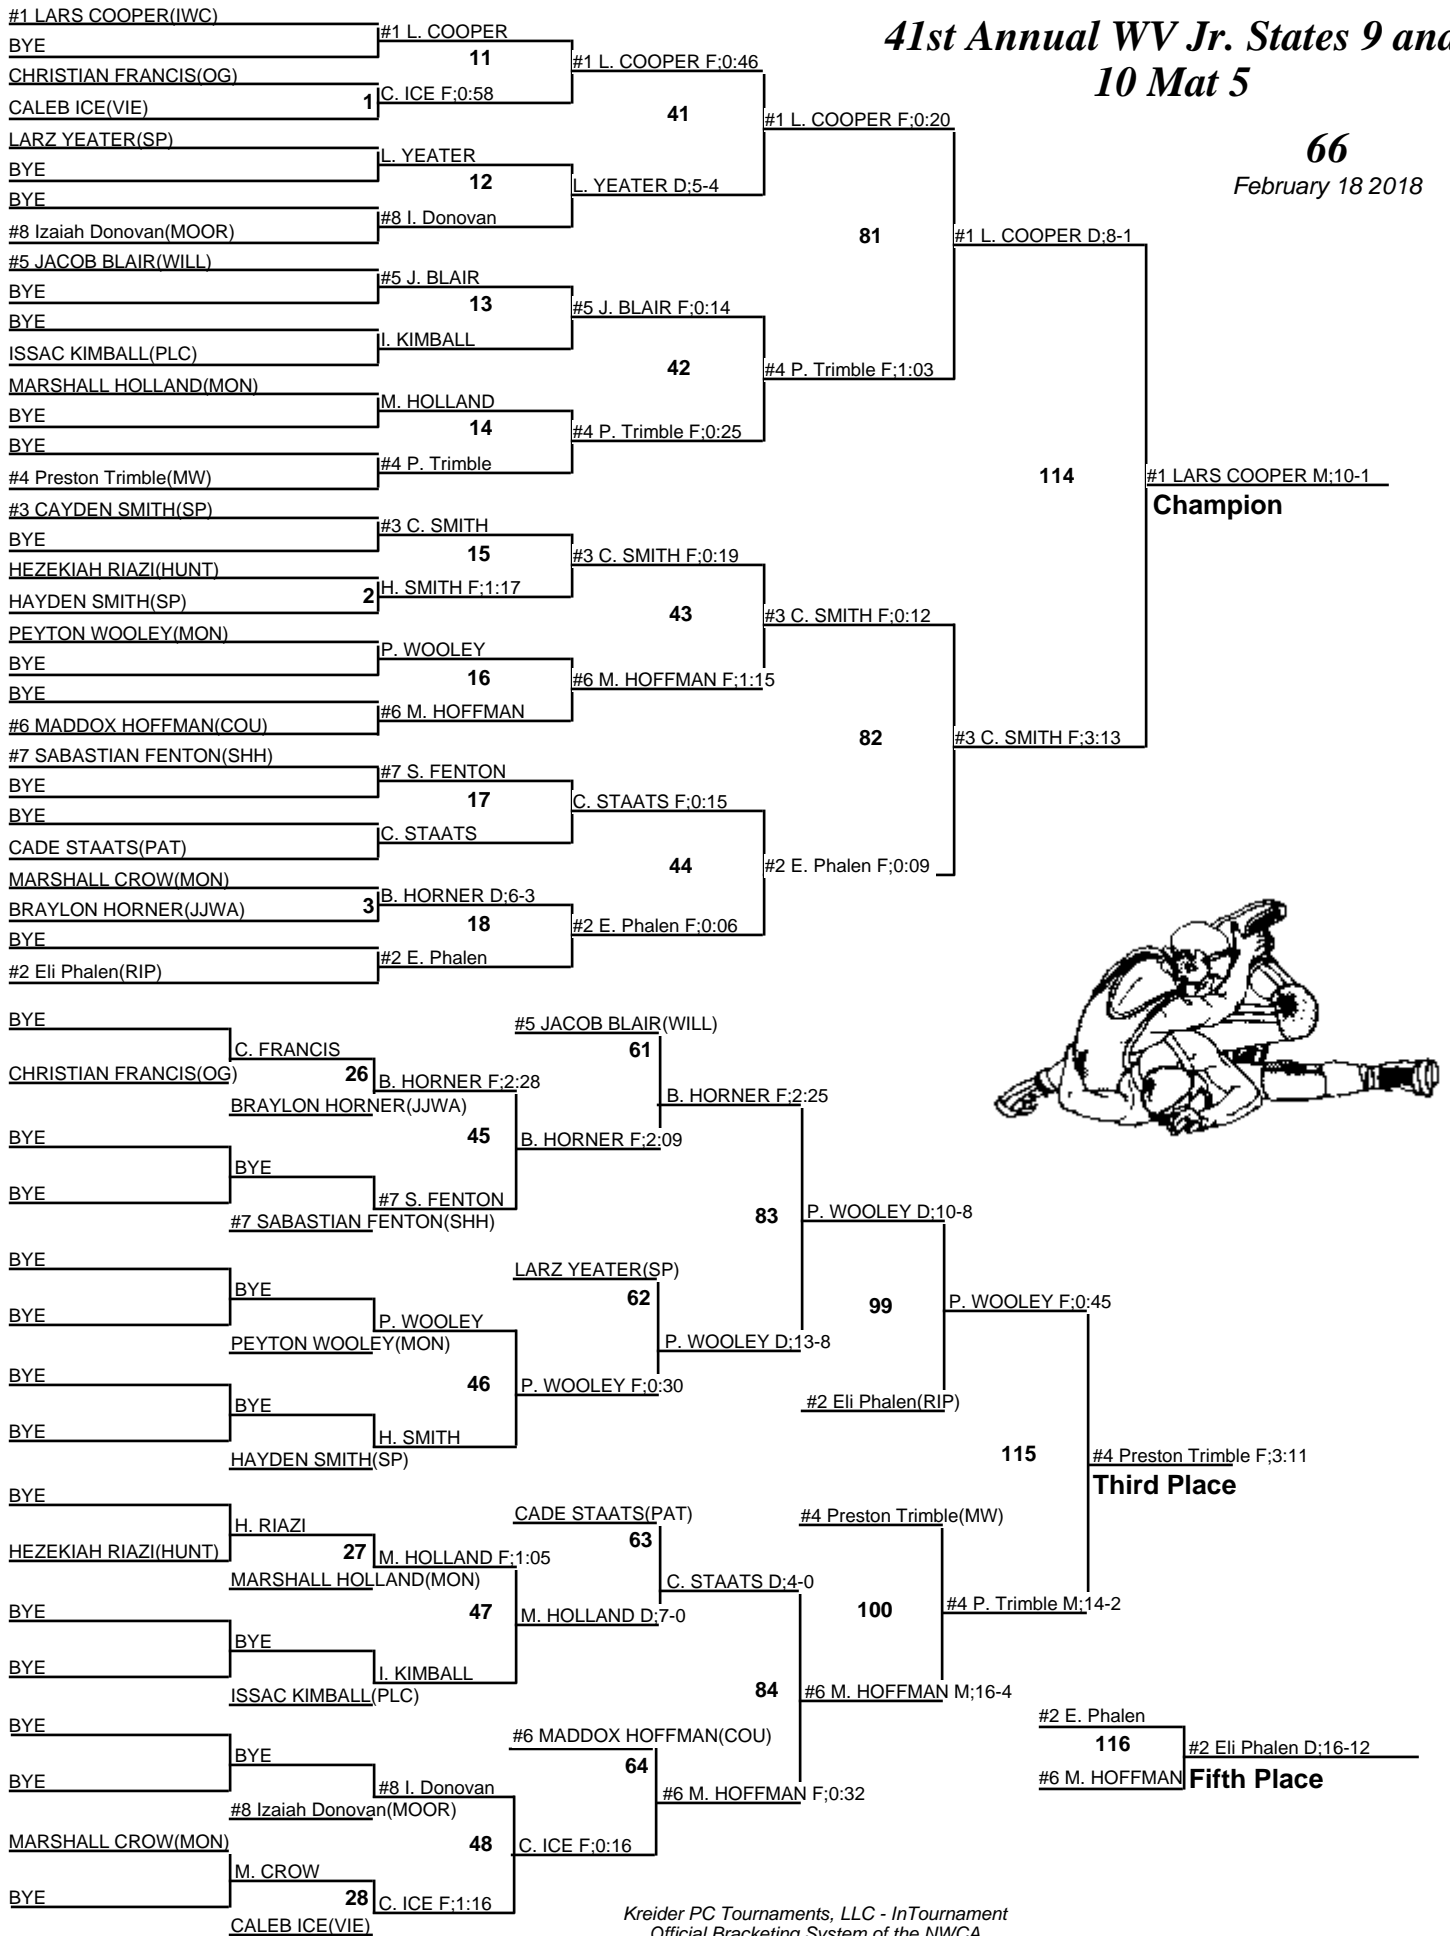 41st Annual WV Jr. States 9 and
10 Mat 5
66
February 18 2018
#1 LARS COOPER(IWC)
BYE
CHRISTIAN FRANCIS(OG)
CALEB ICE(VIE)
LARZ YEATER(SP)
BYE
BYE
#8 Izaiah Donovan(MOOR)
#5 JACOB BLAIR(WILL)
BYE
BYE
ISSAC KIMBALL(PLC)
MARSHALL HOLLAND(MON)
BYE
BYE
#4 Preston Trimble(MW)
#3 CAYDEN SMITH(SP)
BYE
HEZEKIAH RIAZI(HUNT)
HAYDEN SMITH(SP)
PEYTON WOOLEY(MON)
BYE
BYE
#6 MADDOX HOFFMAN(COU)
#7 SABASTIAN FENTON(SHH)
BYE
BYE
CADE STAATS(PAT)
MARSHALL CROW(MON)
BRAYLON HORNER(JJWA)
BYE
#2 Eli Phalen(RIP)
1
2
3
#1 L. COOPER
11
C. ICE F;0:58
L. YEATER
12
#8 I. Donovan
#5 J. BLAIR
13
I. KIMBALL
M. HOLLAND
14
#4 P. Trimble
#3 C. SMITH
15
H. SMITH F;1:17
P. WOOLEY
16
#6 M. HOFFMAN
#7 S. FENTON
17
C. STAATS
B. HORNER D;6-3
18
#2 E. Phalen
#1 L. COOPER F;0:46
41
L. YEATER D;5-4
#5 J. BLAIR F;0:14
42
#4 P. Trimble F;0:25
#3 C. SMITH F;0:19
43
#6 M. HOFFMAN F;1:15
C. STAATS F;0:15
44
#2 E. Phalen F;0:06
#1 L. COOPER F;0:20
81
#4 P. Trimble F;1:03
#3 C. SMITH F;0:12
82
#2 E. Phalen F;0:09
#1 L. COOPER D;8-1
114
#3 C. SMITH F;3:13
#1 LARS COOPER M;10-1
Champion
BYE
CHRISTIAN FRANCIS(OG)
BYE
BYE
BYE
BYE
BYE
BYE
BYE
HEZEKIAH RIAZI(HUNT)
BYE
BYE
BYE
BYE
MARSHALL CROW(MON)
BYE
C. FRANCIS
26
BRAYLON HORNER(JJWA)
BYE
#7 SABASTIAN FENTON(SHH)
BYE
PEYTON WOOLEY(MON)
BYE
HAYDEN SMITH(SP)
H. RIAZI
27
MARSHALL HOLLAND(MON)
BYE
ISSAC KIMBALL(PLC)
BYE
#8 Izaiah Donovan(MOOR)
M. CROW
28
CALEB ICE(VIE)
B. HORNER F;2:28
45
#7 S. FENTON
P. WOOLEY
46
H. SMITH
M. HOLLAND F;1:05
47
I. KIMBALL
#8 I. Donovan
48
C. ICE F;1:16
#5 JACOB BLAIR(WILL)
61
B. HORNER F;2:09
LARZ YEATER(SP)
62
P. WOOLEY F;0:30
CADE STAATS(PAT)
63
M. HOLLAND D;7-0
#6 MADDOX HOFFMAN(COU)
64
C. ICE F;0:16
B. HORNER F;2:25
83
P. WOOLEY D;13-8
C. STAATS D;4-0
84
#6 M. HOFFMAN F;0:32
P. WOOLEY D;10-8
99
#2 Eli Phalen(RIP)
#4 Preston Trimble(MW)
100
#6 M. HOFFMAN M;16-4
P. WOOLEY F;0:45
115
#4 P. Trimble M;14-2
#4 Preston Trimble F;3:11
Third Place
#2 E. Phalen
116
#6 M. HOFFMAN
#2 Eli Phalen D;16-12
Fifth Place
Kreider PC Tournaments, LLC - InTournament
Official Bracketing System of the NWCA